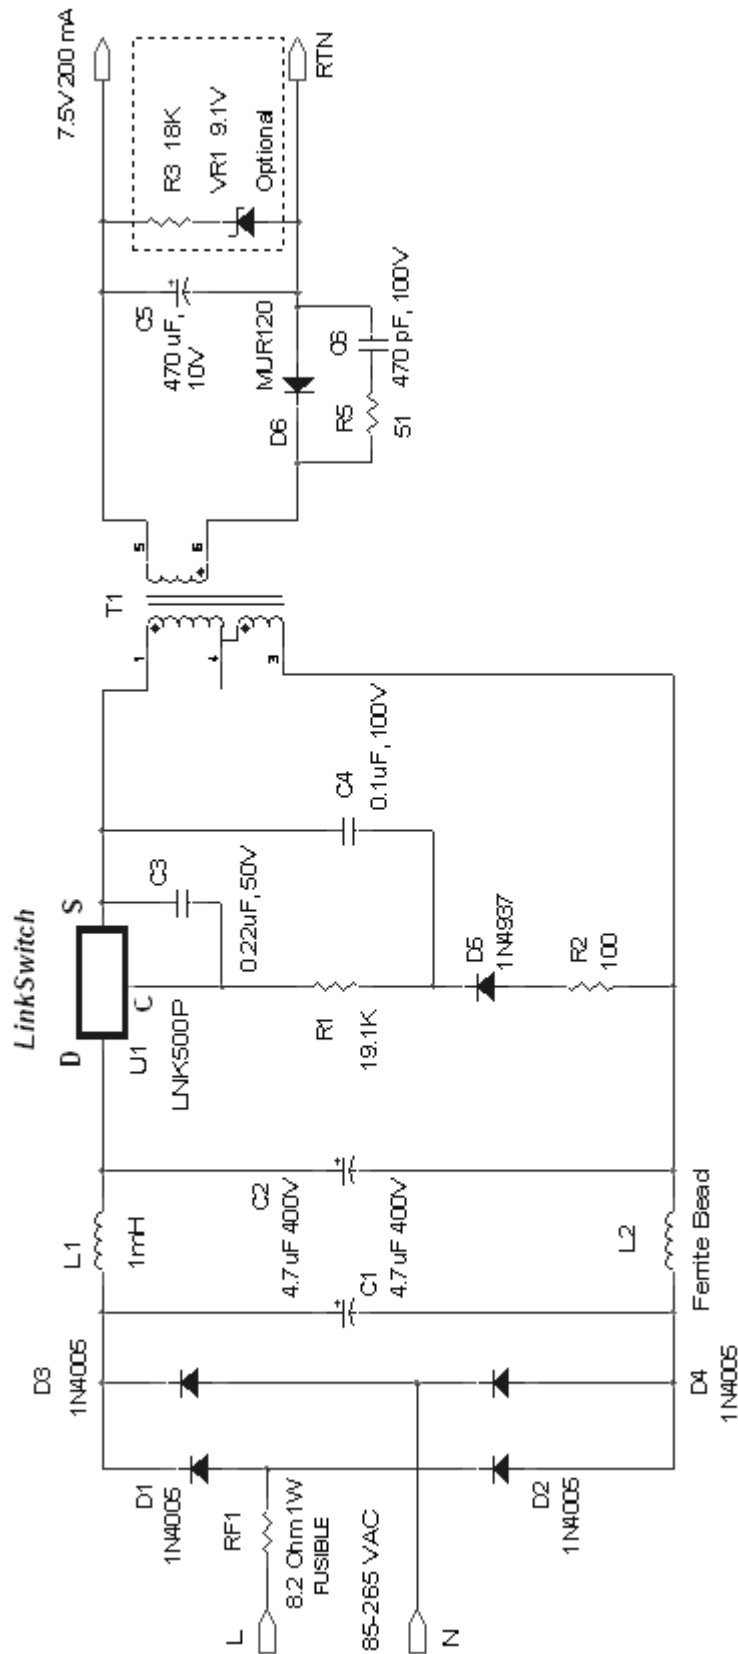 L
RF1
8.2 Ohm 1W
FUSIBLE
85-265 VAC
N
D1
1N4005
D3
1N4005
D2
1N4005
D4
1N4005
L1
1mH
C1
4.7uF 400V
C2
4.7uF 400V
L2
Ferrite Bead
LinkSwitch
D
S
C
U1
LNK500P
C3
0.22uF, 50V
C4
0.1uF, 100V
R1
19.1K
D5
1N4937
R2
100
T1
1
4
3
5
6
C5
470 uF,
10V
D6
MUR120
R5
51
C6
470 pF, 100V
R3 18K
VR1 9.1V
Optional
7.5V 200 mA
RTN